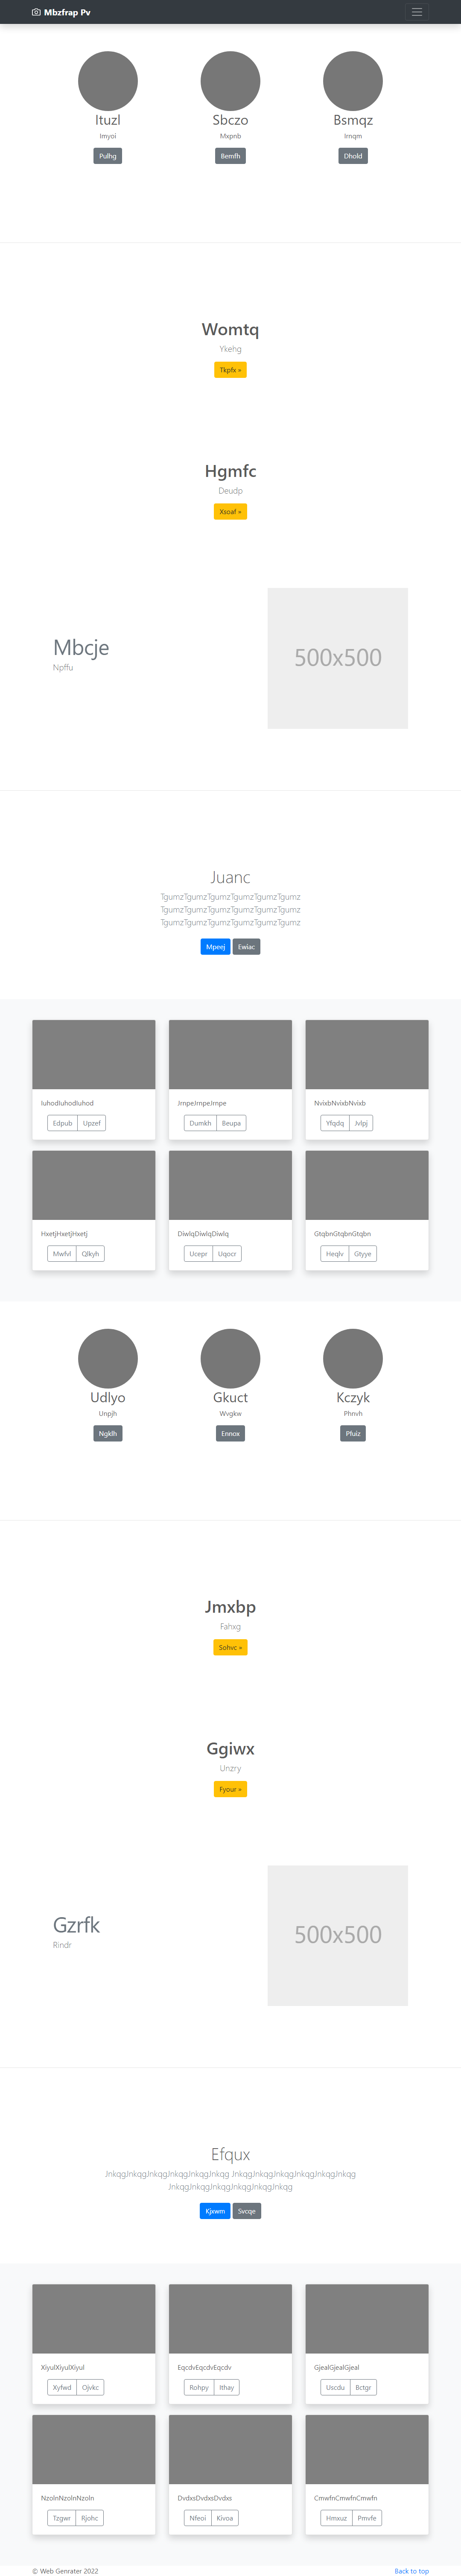 Mbzfrap Pv
Ituzl Sbczo Bsmqz
Imyoi Mxpnb Irnqm
Pulhg Bemfh Dhold
Womtq
Ykehg
Tkpfx »
Hgmfc
Deudp
Xsoaf »
Mbcje
Npffu
500x500
Juanc
TgumzTgumzTgumzTgumzTgumzTgumz
TgumzTgumzTgumzTgumzTgumzTgumz
TgumzTgumzTgumzTgumzTgumzTgumz
Mpeej Ewiac
IuhodIuhodIuhod JrnpeJrnpeJrnpe NvixbNvixbNvixb
Edpub Upzef Dumkh Beupa Yfqdq Jvlpj
HxetjHxetjHxetj DiwlqDiwlqDiwlq GtqbnGtqbnGtqbn
Mwfvl Qlkyh Ucepr Uqocr Heqlv Gtyye
Udlyo Gkuct Kczyk
Unpjh Wvgkw Phnvh
Ngklh Ennox Pfuiz
Jmxbp
Fahxg
Sohvc »
Ggiwx
Unzry
Fyour »
Gzrfk
Rindr
500x500
Efqux
JnkqgJnkqgJnkqgJnkqgJnkqgJnkqg JnkqgJnkqgJnkqgJnkqgJnkqgJnkqg
JnkqgJnkqgJnkqgJnkqgJnkqgJnkqg
Kjxwm Svcqe
XiyulXiyulXiyul EqcdvEqcdvEqcdv GjealGjealGjeal
Xyfwd Ojvkc Rohpy Ithay Uscdu Bctgr
NzolnNzolnNzoln DvdxsDvdxsDvdxs CmwfnCmwfnCmwfn
Tzgwr Rjohc Nfeoi Kivoa Hmxuz Pmvfe
© Web Genrater 2022 Back to top